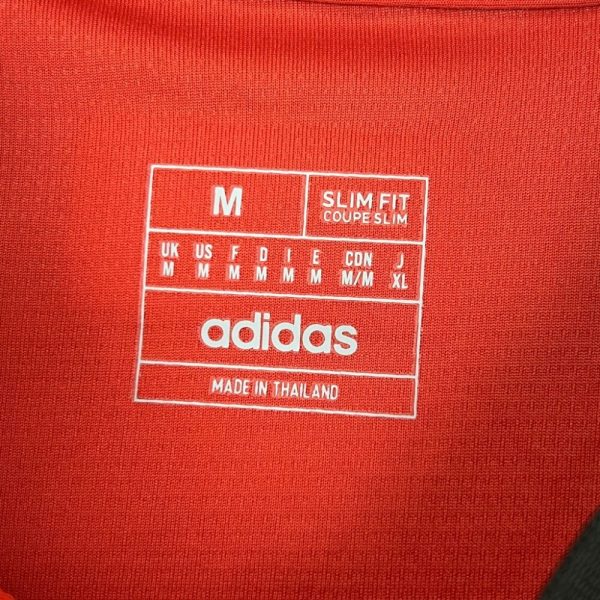 M
SLIM FIT
COUPE SLIM
UK US F D I E CDN J
M M M M M M M/M XL
adidas
MADE IN THAILAND